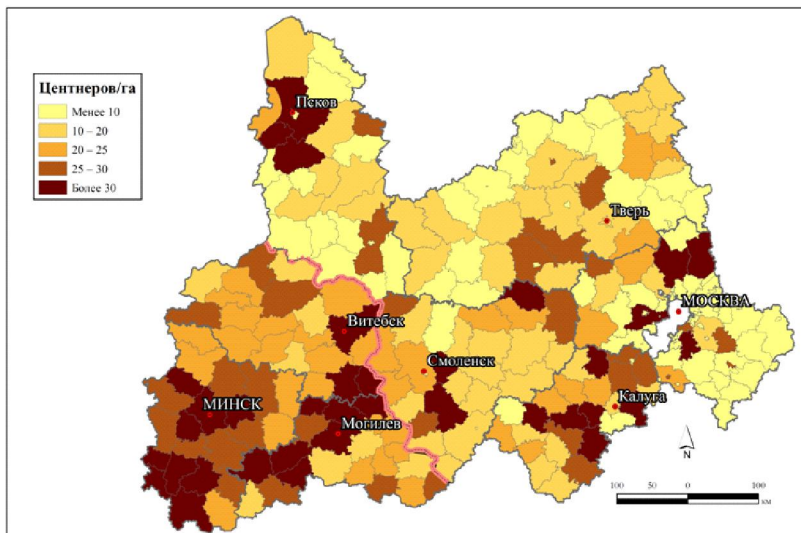 Центнеров/га
Менее 10
10 – 20
20 – 25
25 – 30
Более 30
Псков
Тверь
МОСКВА
Витебск
Смоленск
МИНСК
Калуга
Могилев
N
100 50 0 100
км